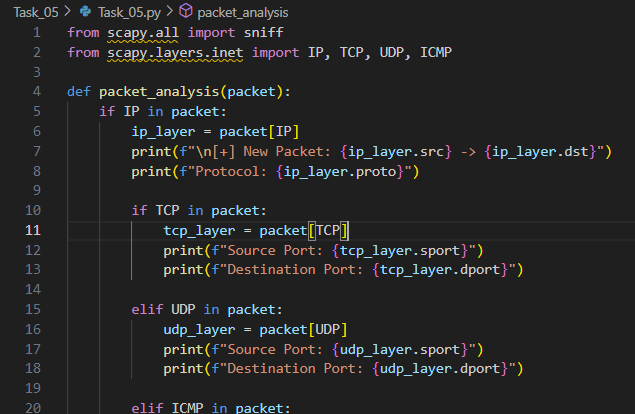 Task_05 > Task_05.py > packet_analysis
1 from scapy.all import sniff
2 from scapy.layers.inet import IP, TCP, UDP, ICMP
3
4 def packet_analysis(packet):
5     if IP in packet:
6         ip_layer = packet[IP]
7         print(f"\n[+] New Packet: {ip_layer.src} -> {ip_layer.dst}")
8         print(f"Protocol: {ip_layer.proto}")
9
10         if TCP in packet:
11             tcp_layer = packet[TCP]
12             print(f"Source Port: {tcp_layer.sport}")
13             print(f"Destination Port: {tcp_layer.dport}")
14
15         elif UDP in packet:
16             udp_layer = packet[UDP]
17             print(f"Source Port: {udp_layer.sport}")
18             print(f"Destination Port: {udp_layer.dport}")
19
20         elif ICMP in packet: